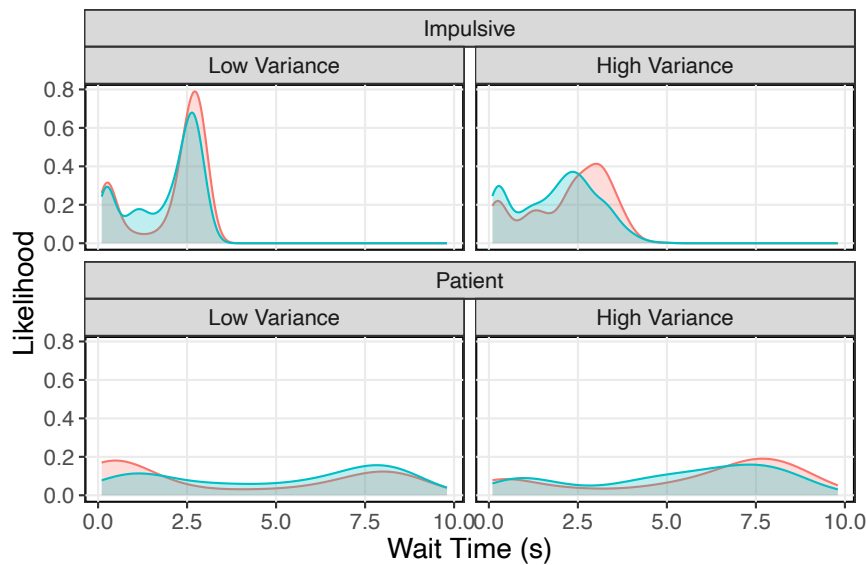 Impulsive
Low Variance High Variance
0.8
0.6
0.4
0.2
0.0
Patient
Low Variance High Variance
0.8
0.6
0.4
0.2
0.0
0.0 2.5 5.0 7.5 10.0 0.0 2.5 5.0 7.5 10.0
Wait Time (s)
Likelihood